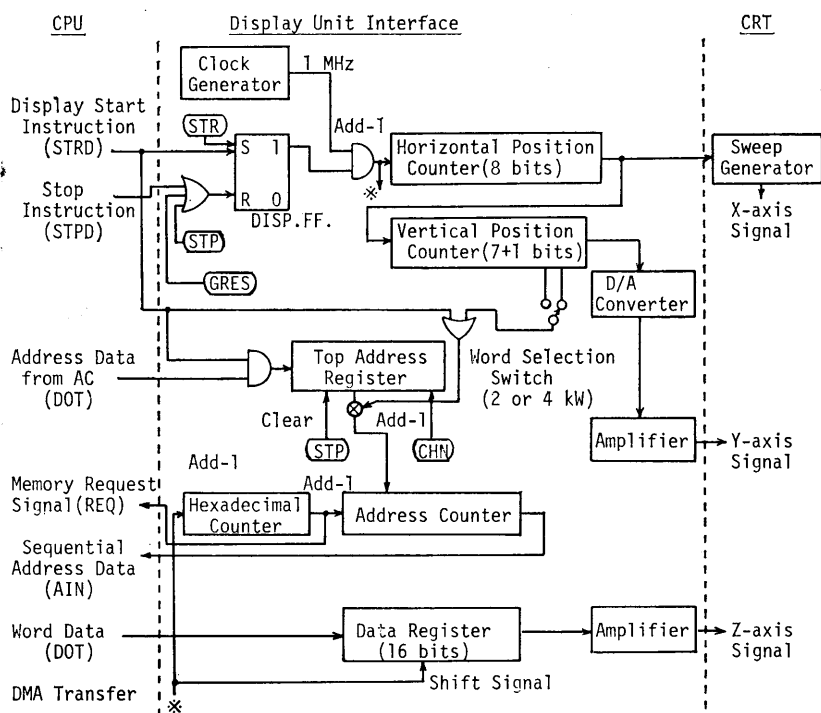 CPU
Display Unit Interface
CRT
Clock
Generator
1 MHz
Display Start
Instruction
(STRD)
STR
S 1
R 0
DISP.FF.
Add-1
※
Horizontal Position
Counter(8 bits)
Sweep
Generator
X-axis
Signal
Stop
Instruction
(STPD)
STP
GRES
Vertical Position
Counter(7+1 bits)
D/A
Converter
Address Data
from AC
(DOT)
Top Address
Register
Word Selection
Switch
(2 or 4 kW)
Clear
STP
Add-1
CHN
Amplifier
Y-axis
Signal
Memory Request
Signal(REQ)
Add-1
Hexadecimal
Counter
Add-1
Address Counter
Sequential
Address Data
(AIN)
Word Data
(DOT)
Data Register
(16 bits)
Amplifier
Z-axis
Signal
DMA Transfer
※
Shift Signal